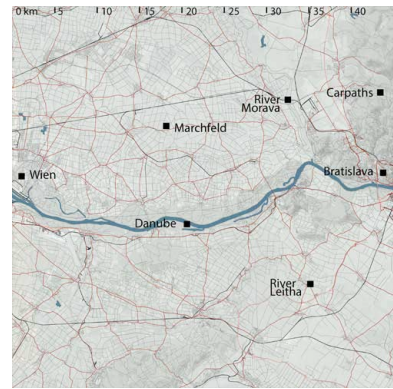 0 km 5 10 15 20 25 30 35 40
Carpaths
River
Morava
Marchfeld
Wien
Bratislava
Danube
River
Leitha